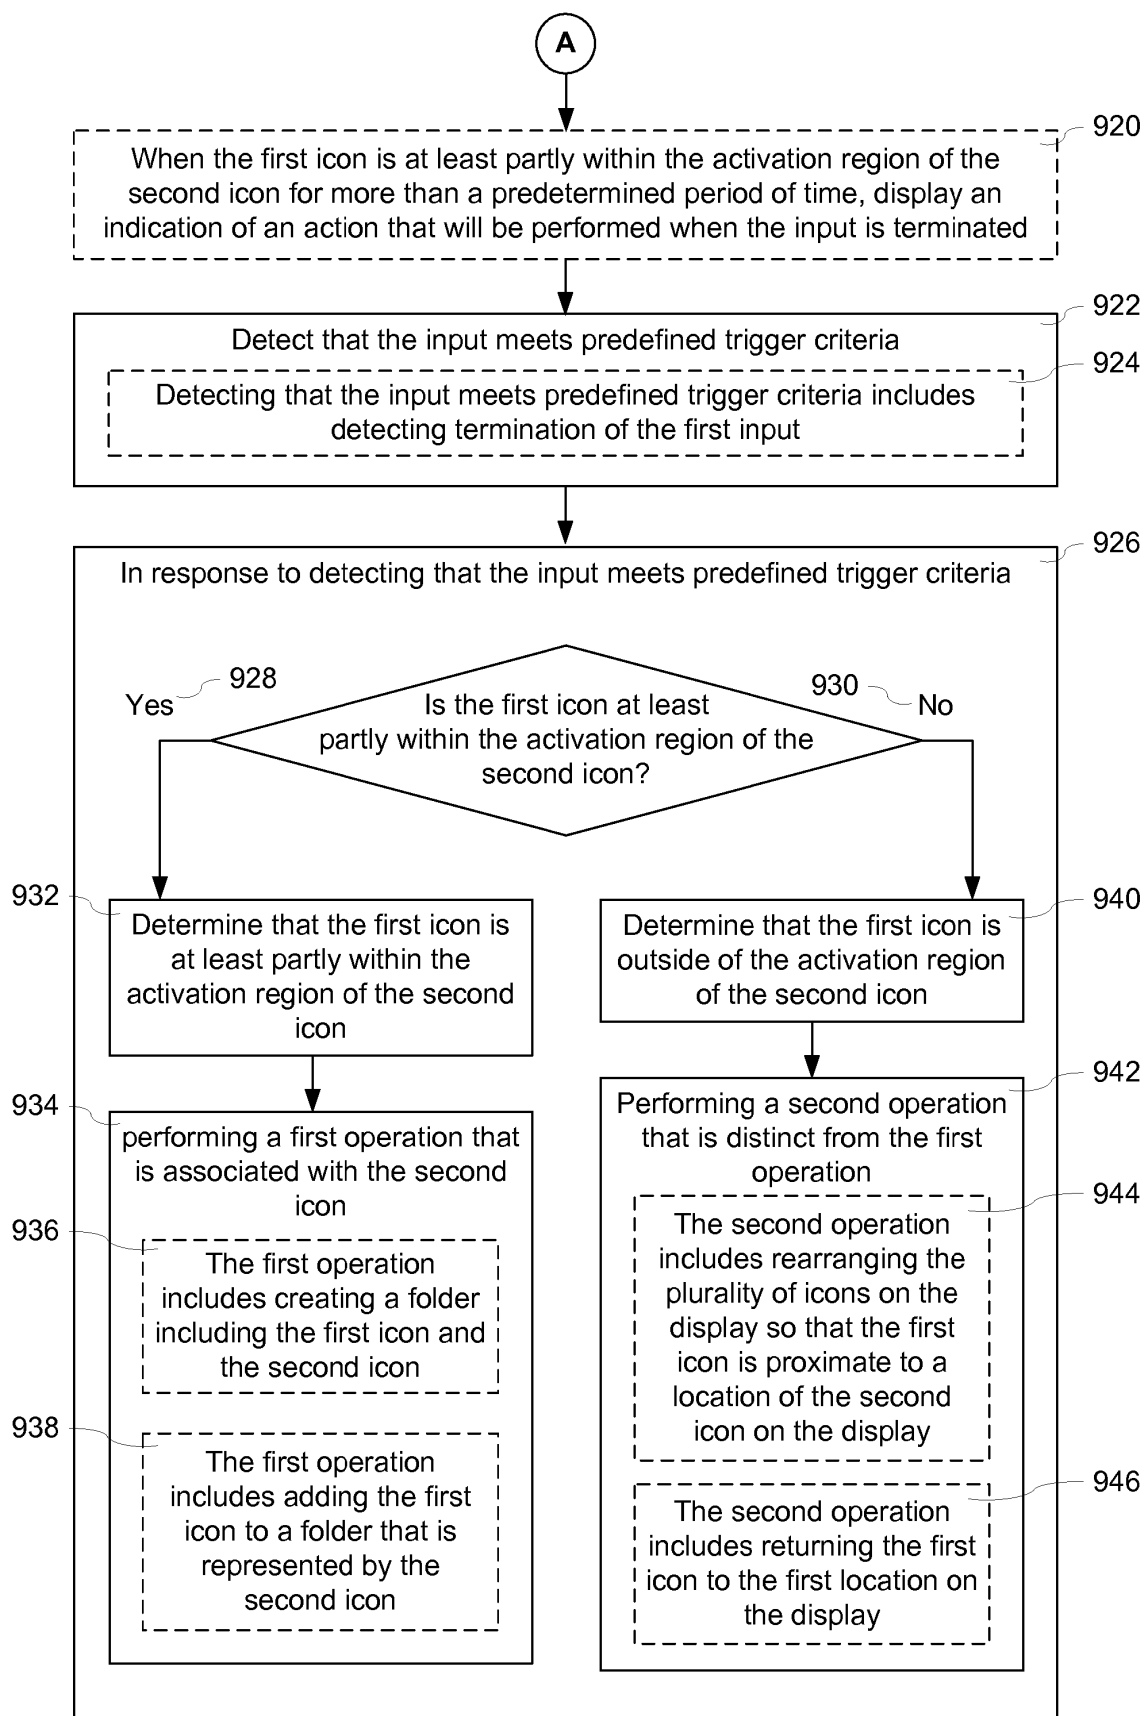 A
920
When the first icon is at least partly within the activation region of the
second icon for more than a predetermined period of time, display an
indication of an action that will be performed when the input is terminated
922
Detect that the input meets predefined trigger criteria
924
Detecting that the input meets predefined trigger criteria includes
detecting termination of the first input
926
In response to detecting that the input meets predefined trigger criteria
928
Yes
930
No
Is the first icon at least
partly within the activation region of the
second icon?
932
Determine that the first icon is
at least partly within the
activation region of the second
icon
934
performing a first operation that
is associated with the second
icon
936
The first operation
includes creating a folder
including the first icon and
the second icon
938
The first operation
includes adding the first
icon to a folder that is
represented by the
second icon
940
Determine that the first icon is
outside of the activation region
of the second icon
942
Performing a second operation
that is distinct from the first
operation
944
The second operation
includes rearranging the
plurality of icons on the
display so that the first
icon is proximate to a
location of the second
icon on the display
946
The second operation
includes returning the first
icon to the first location on
the display